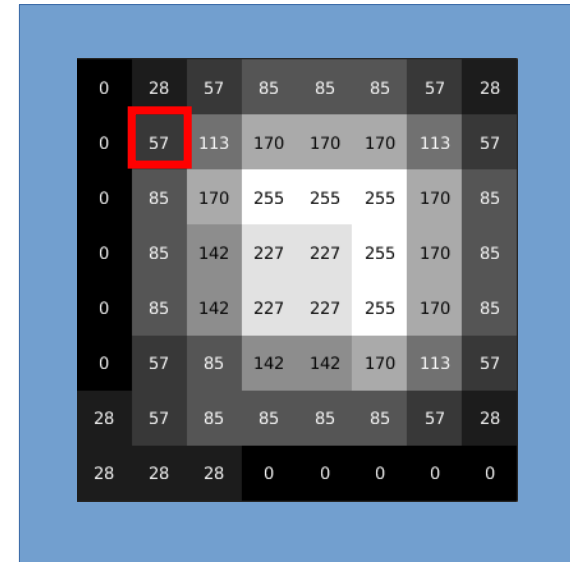 0 28 57 85 85 85 57 28
0 57 113 170 170 170 113 57
0 85 170 255 255 255 170 85
0 85 142 227 227 255 170 85
0 85 142 227 227 255 170 85
0 57 85 142 142 170 113 57
28 57 85 85 85 85 57 28
28 28 28 0 0 0 0 0